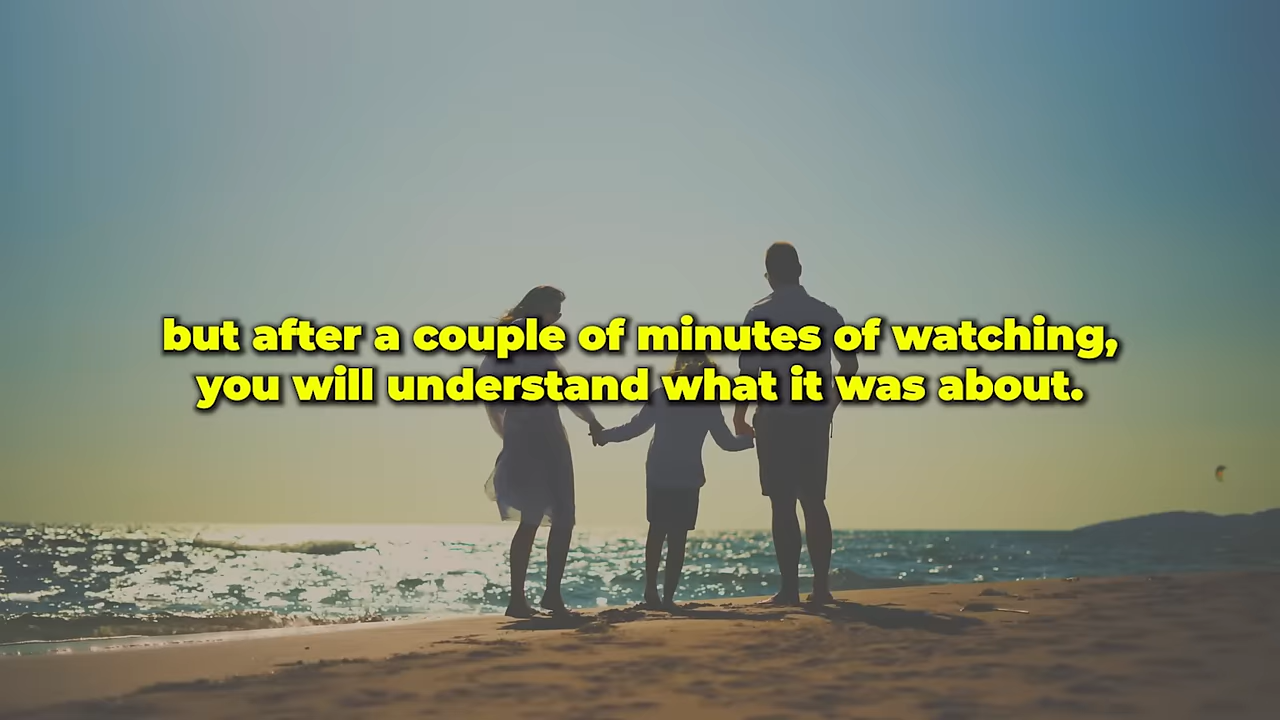 but after a couple of minutes of watching,
you will understand what it was about.